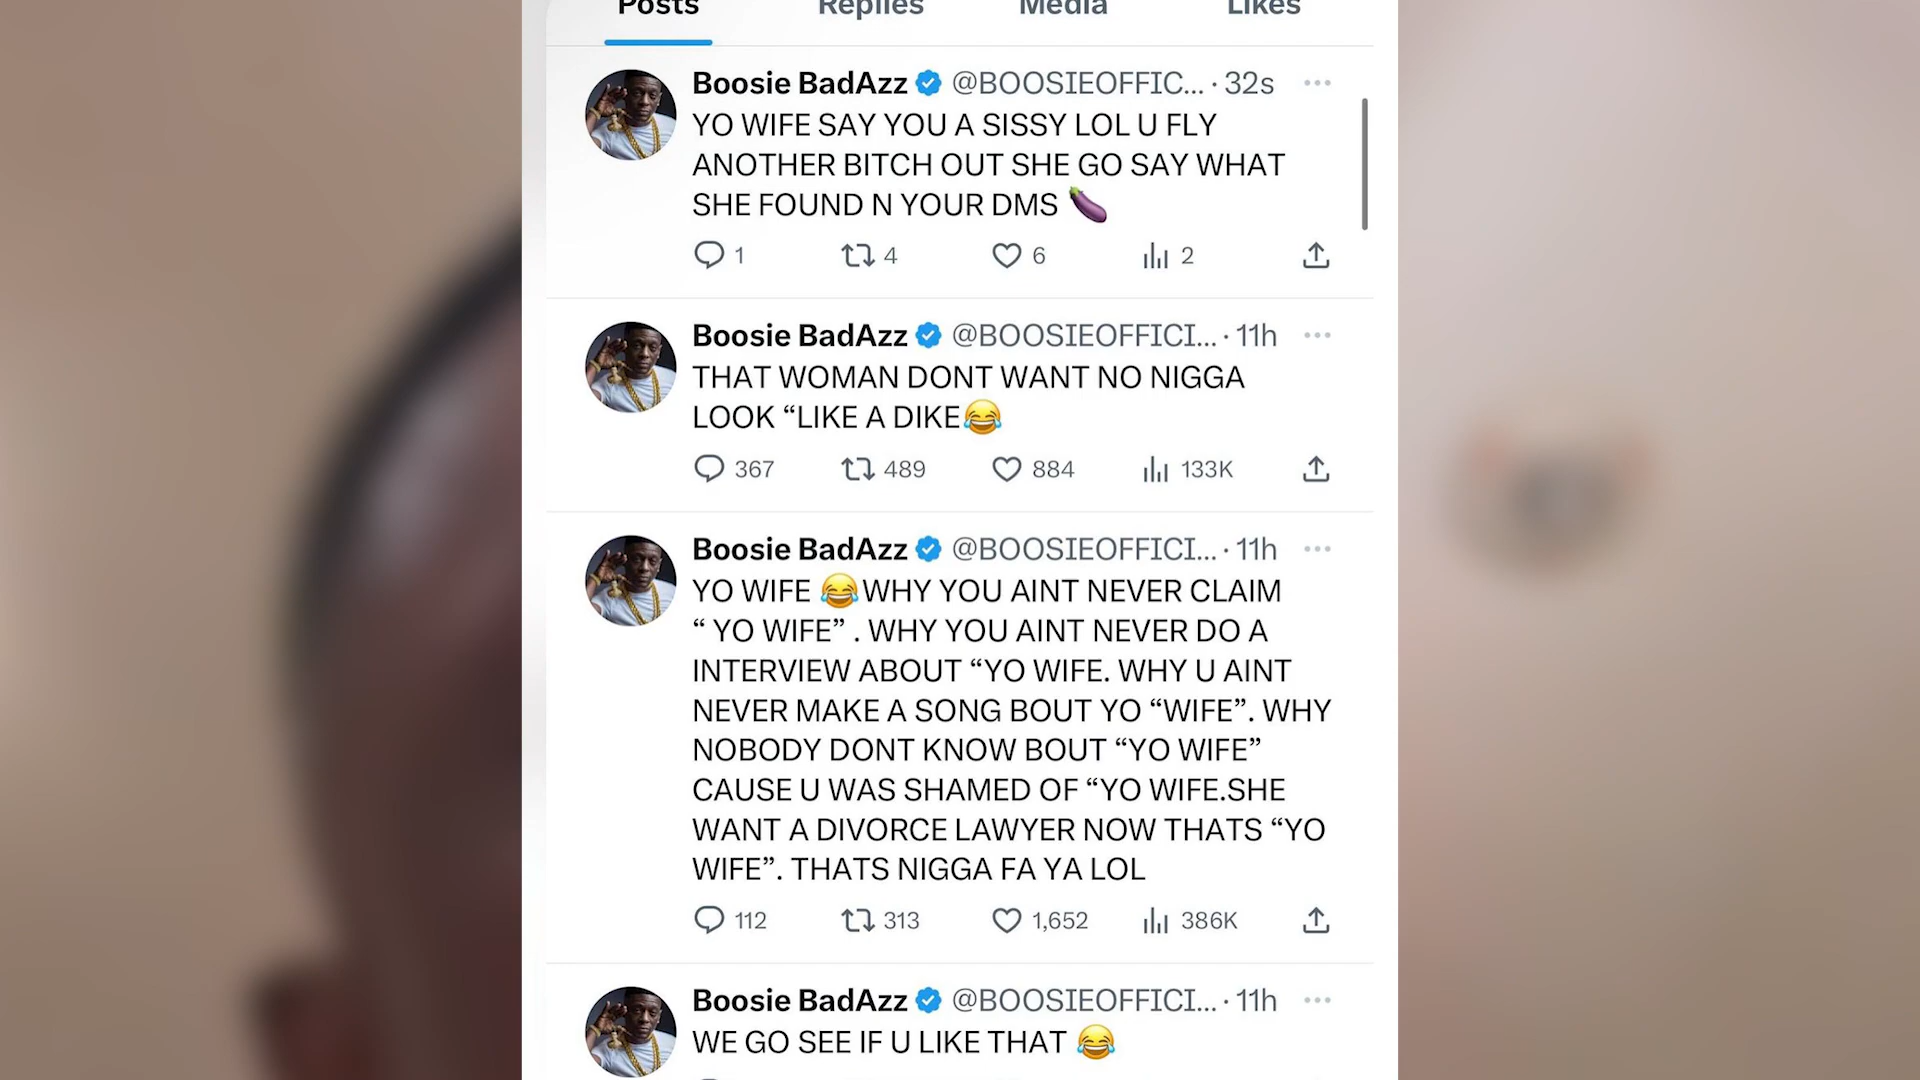 Posts Replies Media Likes
Boosie BadAzz @BOOSIEOFFIC... · 32s
YO WIFE SAY YOU A SISSY LOL U FLY
ANOTHER BITCH OUT SHE GO SAY WHAT
SHE FOUND N YOUR DMS 🍆
1 4 6 2
Boosie BadAzz @BOOSIEOFFICI... · 11h
THAT WOMAN DONT WANT NO NIGGA
LOOK “LIKE A DIKE😂
367 489 884 133K
Boosie BadAzz @BOOSIEOFFICI... · 11h
YO WIFE 😂WHY YOU AINT NEVER CLAIM
“ YO WIFE” . WHY YOU AINT NEVER DO A
INTERVIEW ABOUT “YO WIFE. WHY U AINT
NEVER MAKE A SONG BOUT YO “WIFE”. WHY
NOBODY DONT KNOW BOUT “YO WIFE”
CAUSE U WAS SHAMED OF “YO WIFE.SHE
WANT A DIVORCE LAWYER NOW THATS “YO
WIFE”. THATS NIGGA FA YA LOL
112 313 1,652 386K
Boosie BadAzz @BOOSIEOFFICI... · 11h
WE GO SEE IF U LIKE THAT 😂